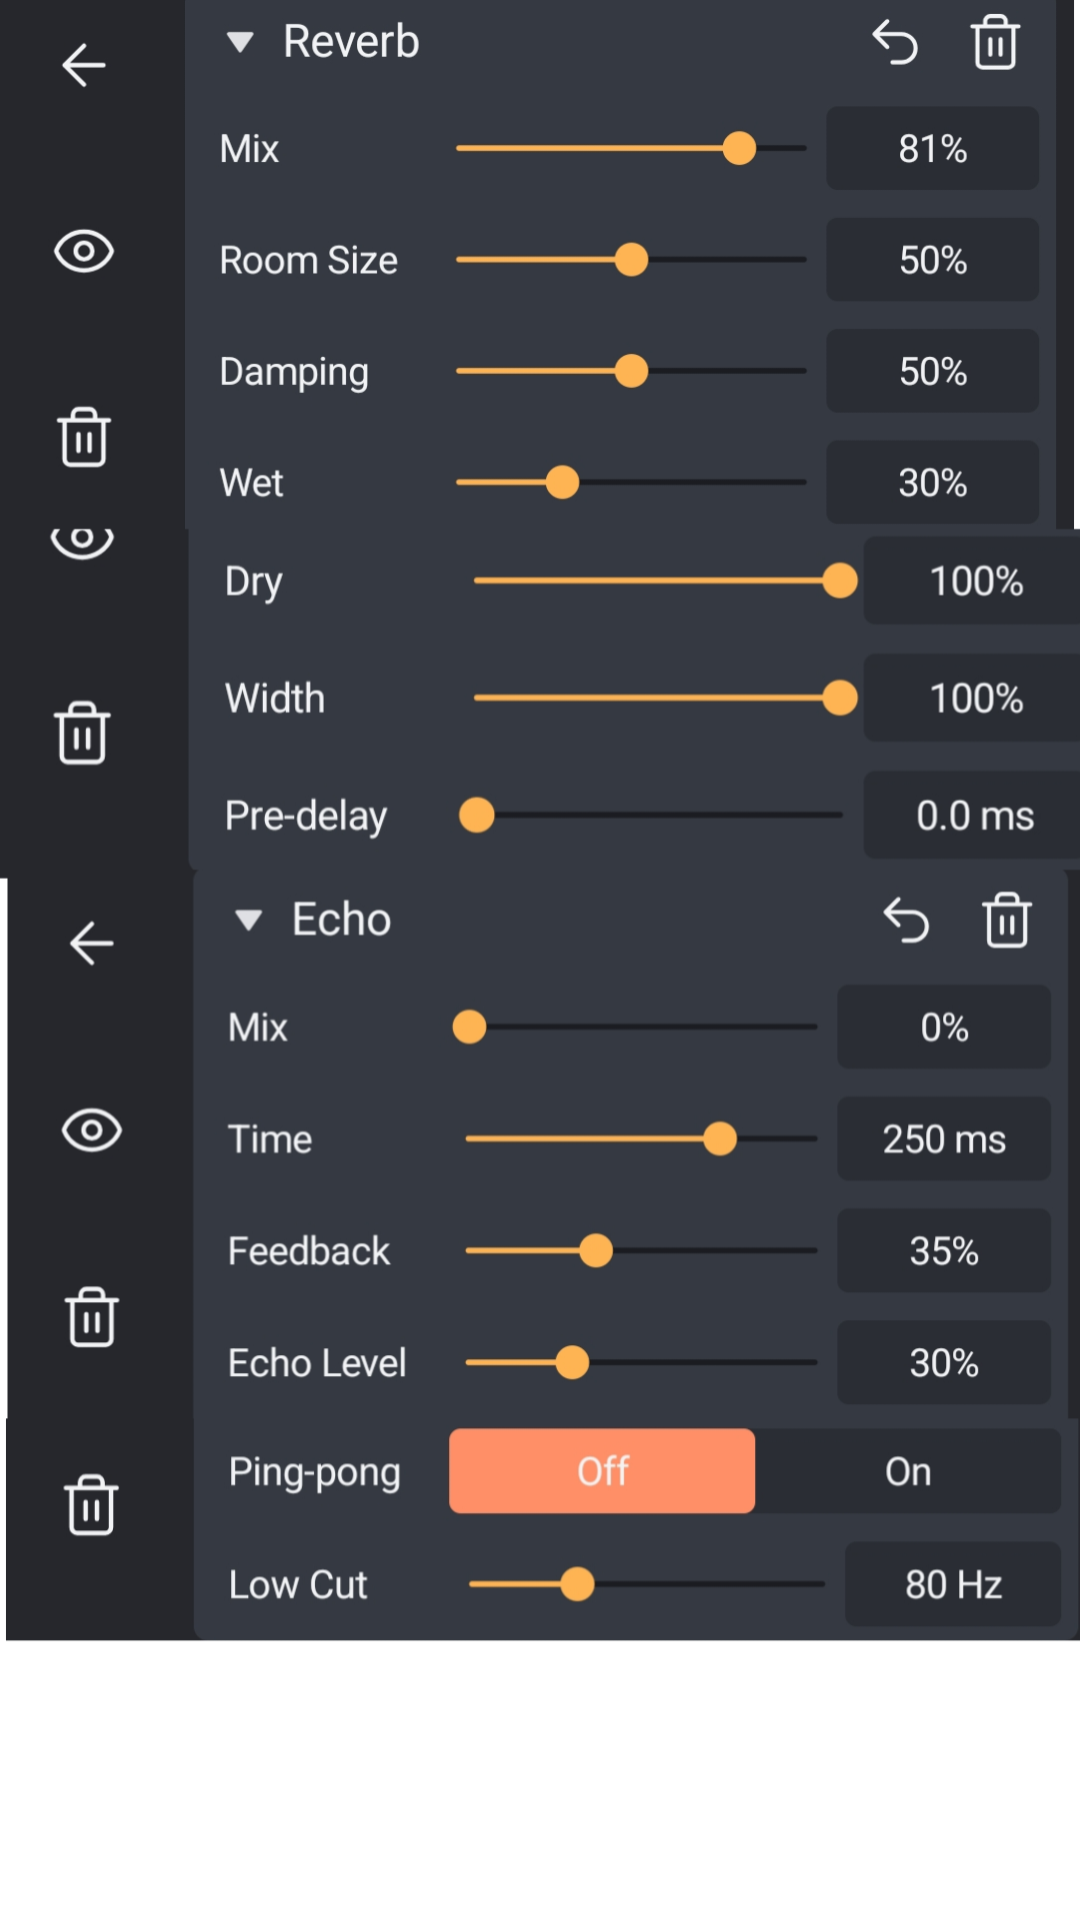 Reverb
Mix 81%
Room Size 50%
Damping 50%
Wet 30%
Dry 100%
Width 100%
Pre-delay 0.0 ms
Echo
Mix 0%
Time 250 ms
Feedback 35%
Echo Level 30%
Ping-pong Off On
Low Cut 80 Hz